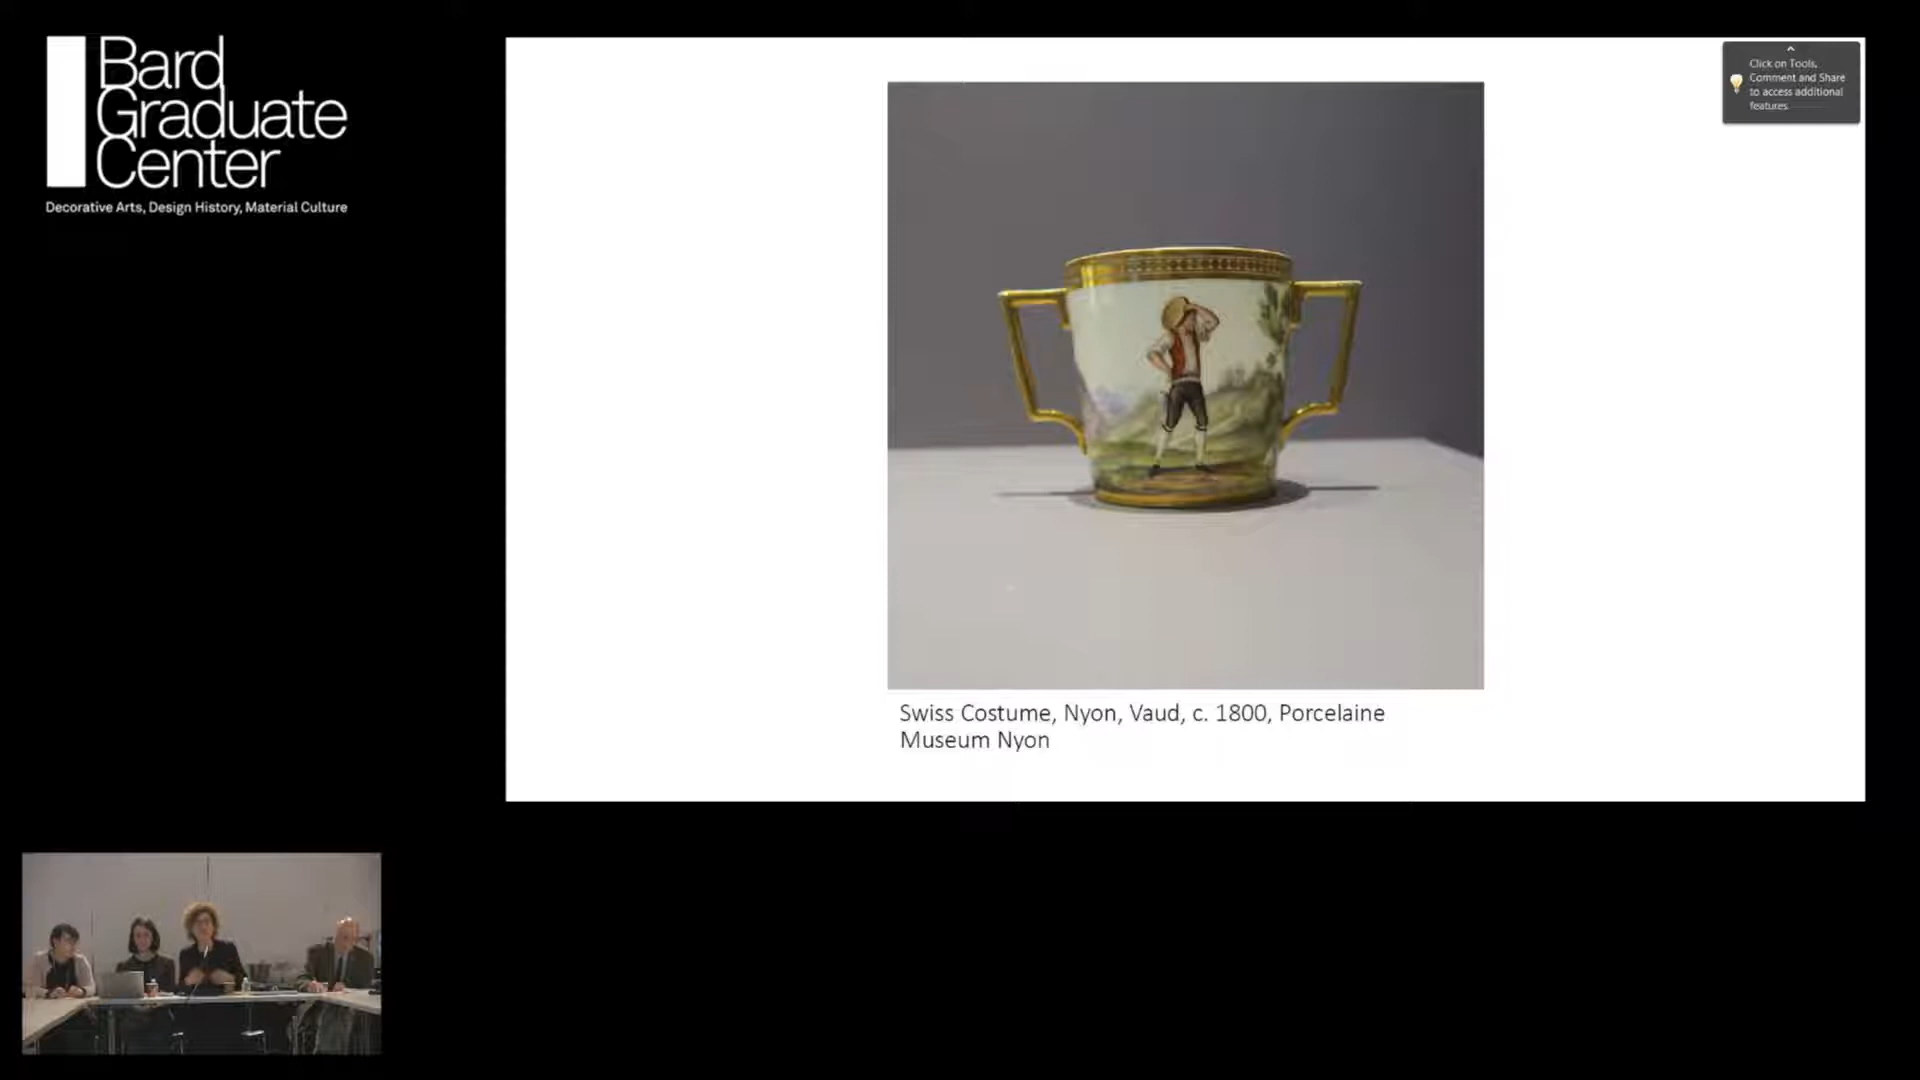 Bard
Graduate
Center
Decorative Arts, Design History, Material Culture
Click on Tools,
Comment and Share
to access additional
features.
Swiss Costume, Nyon, Vaud, c. 1800, Porcelaine
Museum Nyon